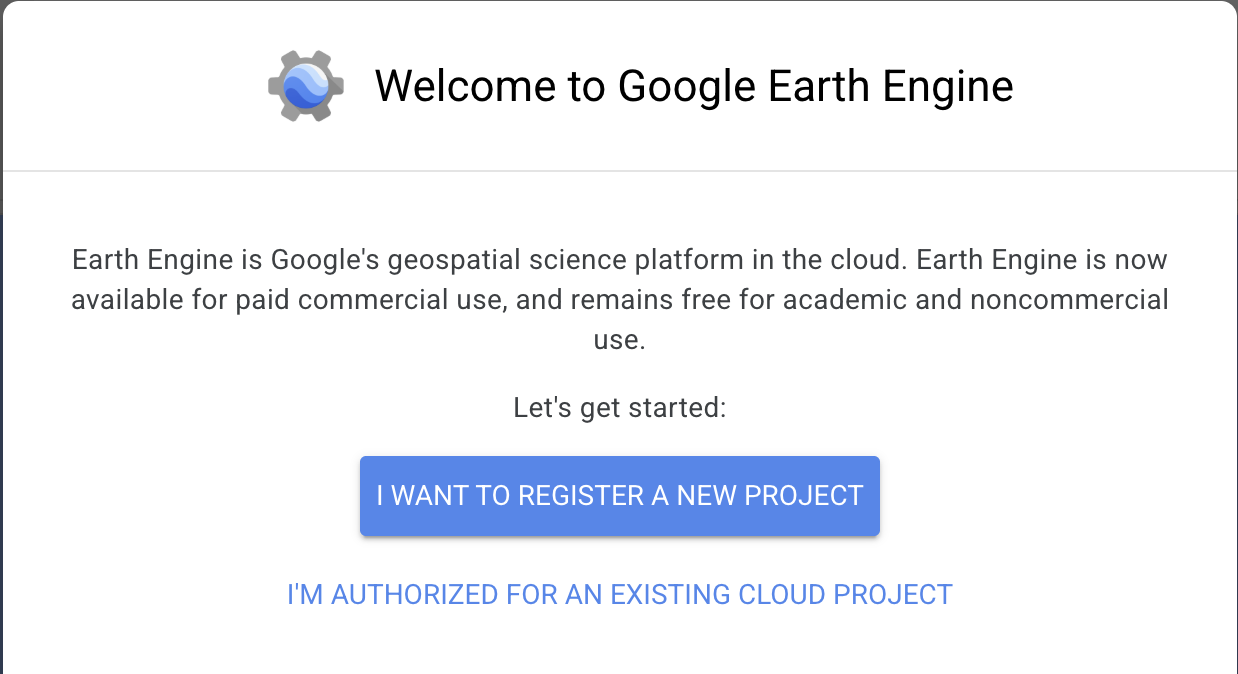 Welcome to Google Earth Engine
Earth Engine is Google's geospatial science platform in the cloud. Earth Engine is now
available for paid commercial use, and remains free for academic and noncommercial
use.
Let's get started:
I WANT TO REGISTER A NEW PROJECT
I'M AUTHORIZED FOR AN EXISTING CLOUD PROJECT